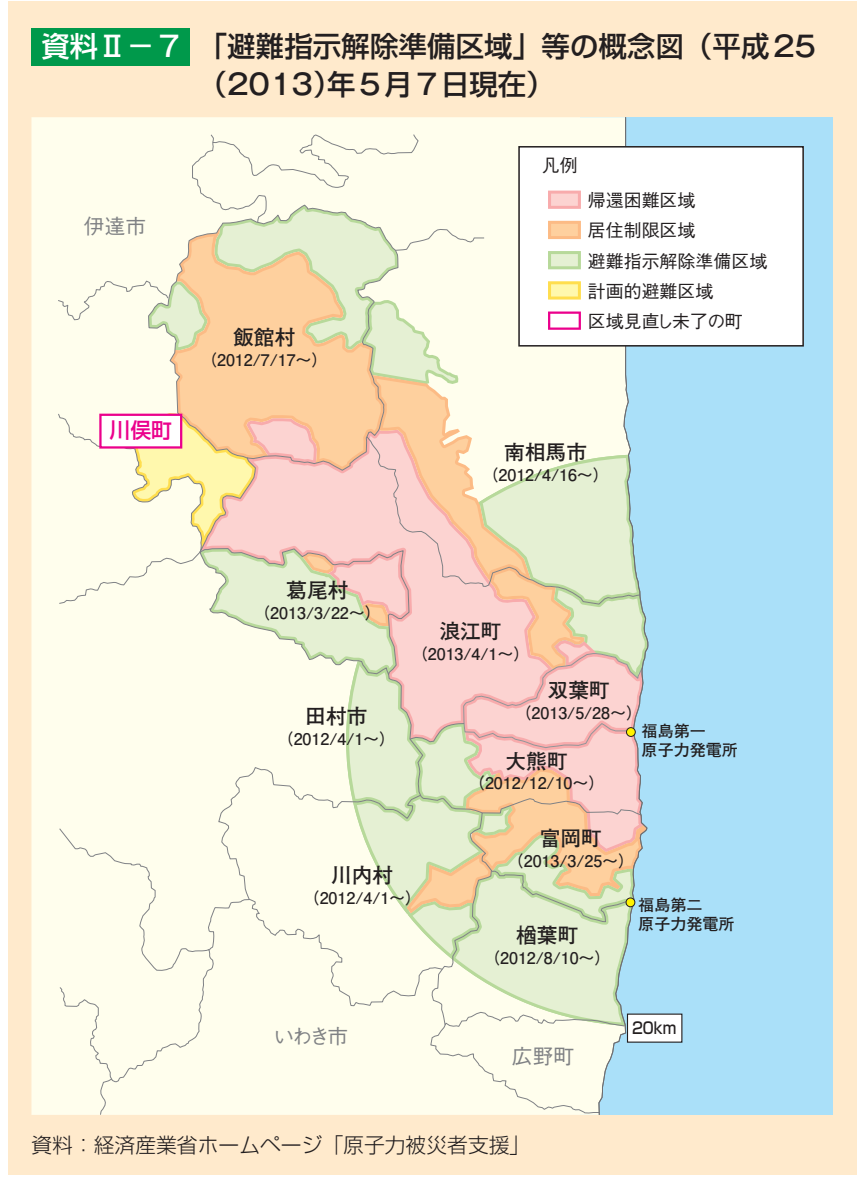 資料Ⅱ－7 「避難指示解除準備区域」等の概念図（平成25
（2013)年5月7日現在）
凡例
帰還困難区域
居住制限区域
避難指示解除準備区域
計画的避難区域
区域見直し未了の町
伊達市
飯館村
（2012/7/17～）
川俣町
南相馬市
（2012/4/16～）
葛尾村
（2013/3/22～）
浪江町
（2013/4/1～）
双葉町
（2013/5/28～）
田村市
（2012/4/1～）
福島第一
原子力発電所
大熊町
（2012/12/10～）
富岡町
（2013/3/25～）
川内村
（2012/4/1～）
福島第二
原子力発電所
楢葉町
（2012/8/10～）
20km
いわき市
広野町
資料：経済産業省ホームページ「原子力被災者支援」